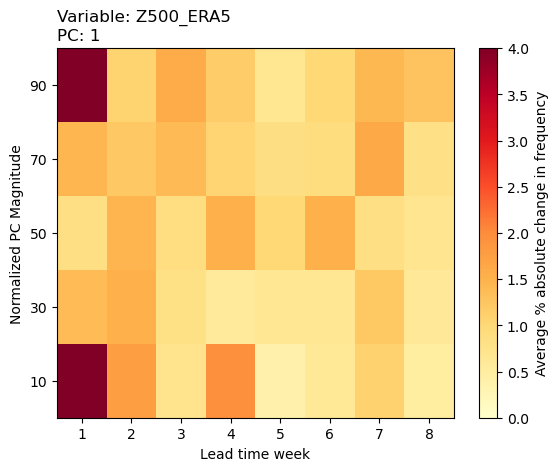 Variable: Z500_ERA5
PC: 1
90
70
50
30
10
Normalized PC Magnitude
1 2 3 4 5 6 7 8
Lead time week
4.0
3.5
3.0
2.5
2.0
1.5
1.0
0.5
0.0
Average % absolute change in frequency